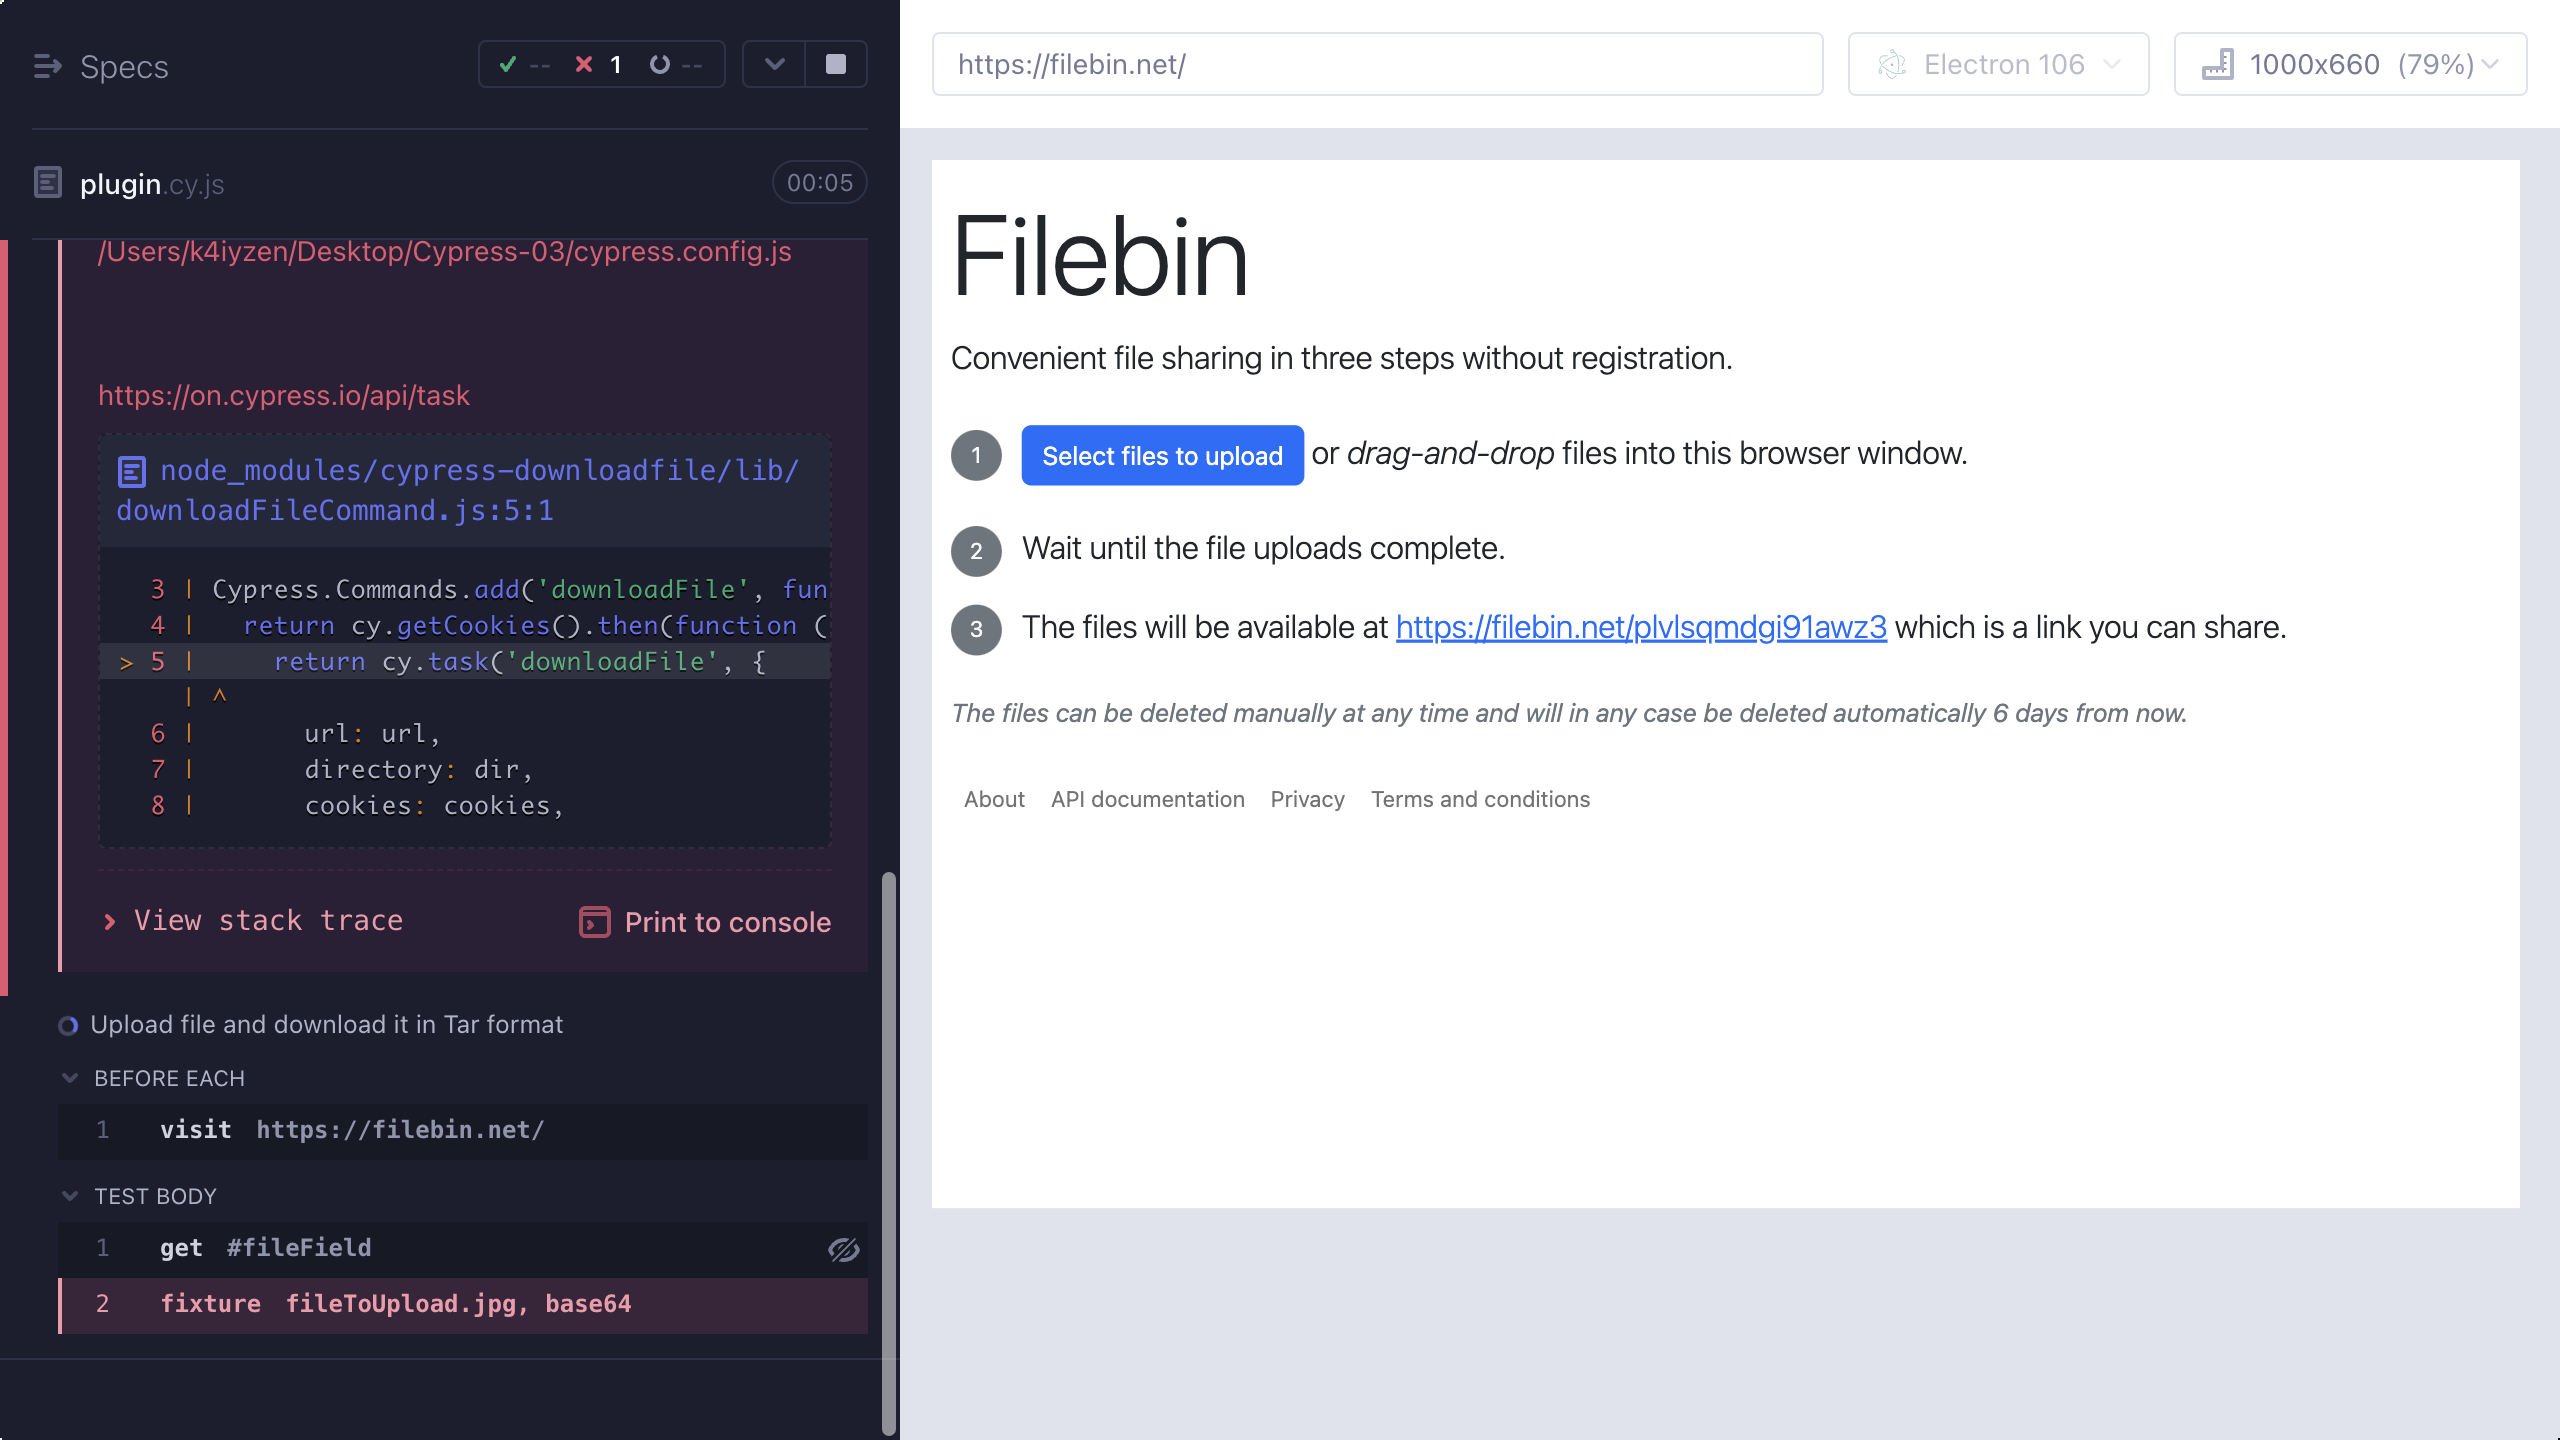 Specs
-- 1 --
plugin.cy.js
00:05
/Users/k4iyzen/Desktop/Cypress-03/cypress.config.js
https://on.cypress.io/api/task
node_modules/cypress-downloadfile/lib/
downloadFileCommand.js:5:1
3 | Cypress.Commands.add('downloadFile', fun
4 | return cy.getCookies().then(function (
> 5 | return cy.task('downloadFile', {
| ^
6 | url: url,
7 | directory: dir,
8 | cookies: cookies,
View stack trace
Print to console
Upload file and download it in Tar format
BEFORE EACH
1 visit https://filebin.net/
TEST BODY
1 get #fileField
2 fixture fileToUpload.jpg, base64
https://filebin.net/
Electron 106
1000x660 (79%)
Filebin
Convenient file sharing in three steps without registration.
1 Select files to upload or drag-and-drop files into this browser window.
2 Wait until the file uploads complete.
3 The files will be available at https://filebin.net/plvlsqmdgi91awz3 which is a link you can share.
The files can be deleted manually at any time and will in any case be deleted automatically 6 days from now.
About API documentation Privacy Terms and conditions